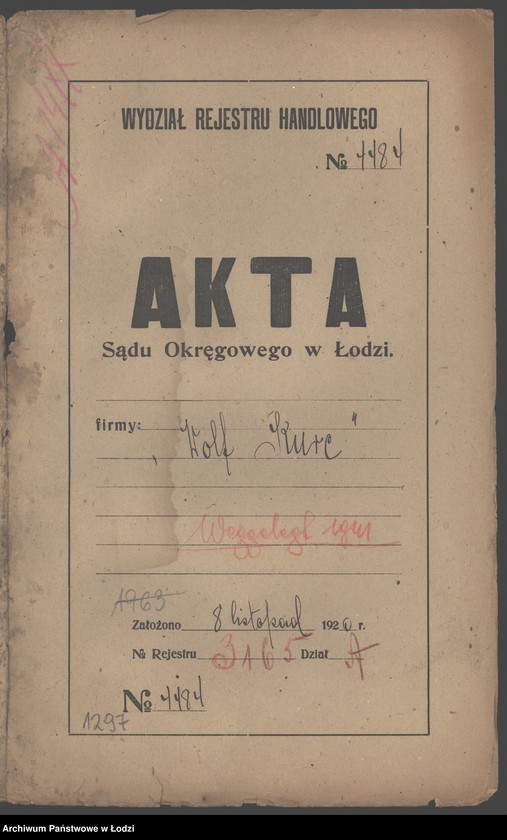 WYDZIAŁ REJESTRU HANDLOWEGO
№ 4484
AKTA
Sądu Okręgowego w Łodzi.
firmy:
„Wolf Kurc"
Założono 8 listopad 1920 r.
№ Rejestru 3165 Dział A
№ 4484
1297
Archiwum Państwowe w Łodzi